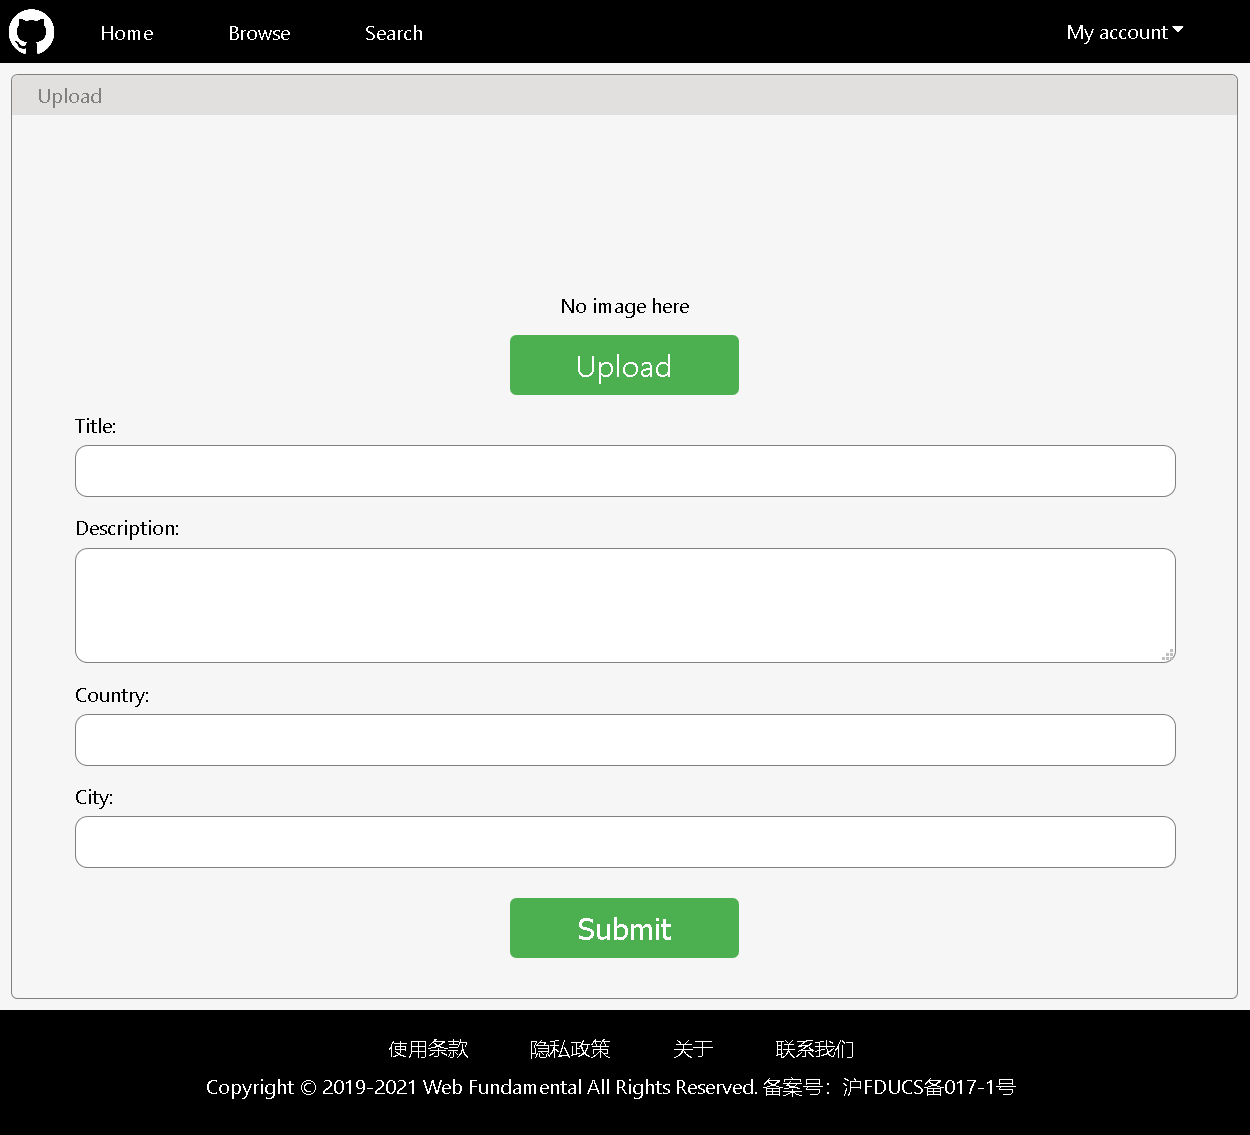 Home Browse Search My account
Upload
No image here
Upload
Title:
Description:
Country:
City:
Submit
使用条款 隐私政策 关于 联系我们
Copyright © 2019-2021 Web Fundamental All Rights Reserved. 备案号：沪FDUCS备017-1号